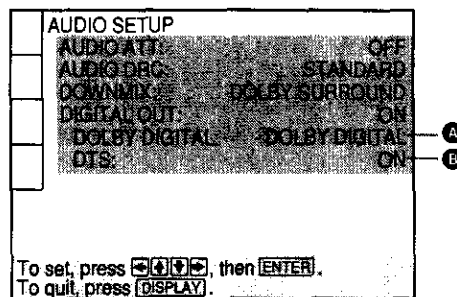 AUDIO SETUP
AUDIO ATT: OFF
AUDIO DRC: STANDARD
DOWNMIX: DOLBY SURROUND
DIGITAL OUT: ON
DOLBY DIGITAL: DOLBY DIGITAL A
DTS: ON B
To set, press ←↑↓→, then ENTER.
To quit, press DISPLAY.